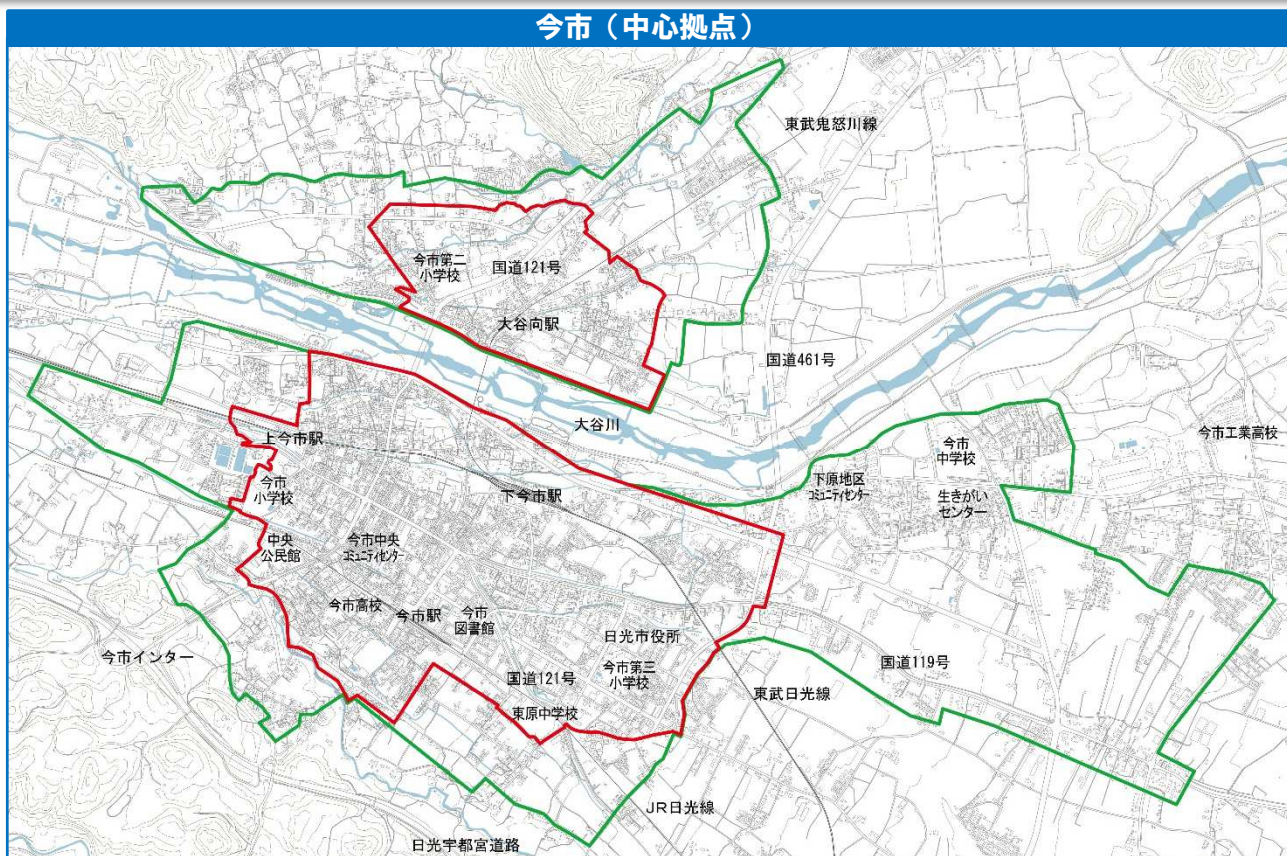 今市（中心拠点）
東武鬼怒川線
今市第二
小学校
国道121号
大谷向駅
国道461号
大谷川
上今市駅
今市
小学校
下今市駅
今市
中学校
今市工業高校
下原地区
コミュニティセンター
生きがい
センター
中央
公民館
今市中央
コミュニティセンター
今市高校
今市駅
今市
図書館
日光市役所
今市インター
国道121号
今市第三
小学校
国道119号
東武日光線
東原中学校
JR日光線
日光宇都宮道路